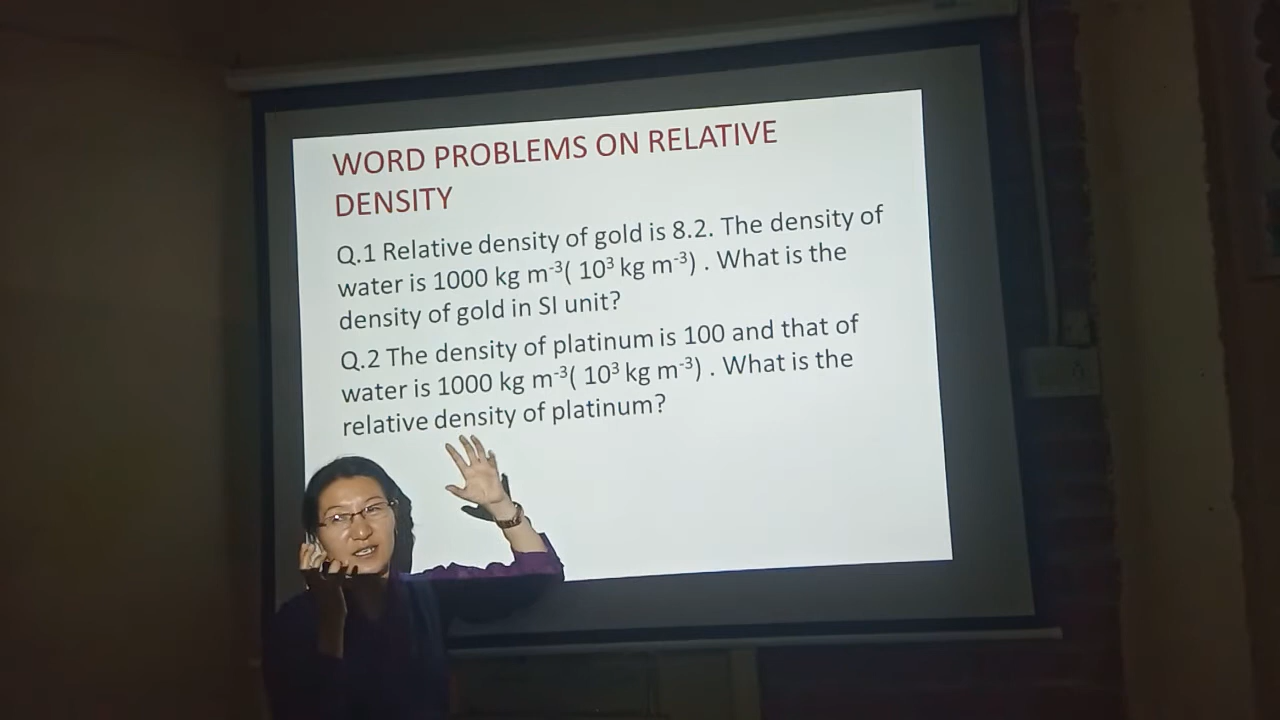 WORD PROBLEMS ON RELATIVE
DENSITY
Q.1 Relative density of gold is 8.2. The density of
water is 1000 kg m⁻³( 10³ kg m⁻³) . What is the
density of gold in SI unit?
Q.2 The density of platinum is 100 and that of
water is 1000 kg m⁻³( 10³ kg m⁻³) . What is the
relative density of platinum?